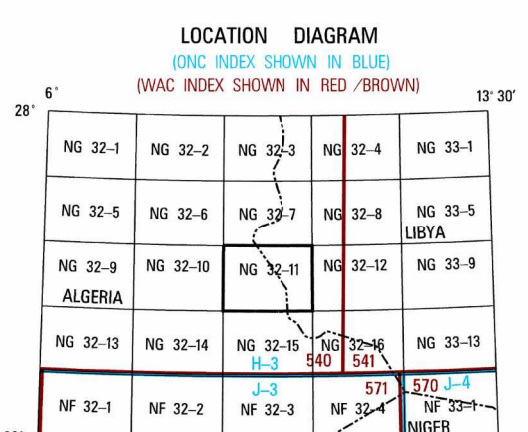 LOCATION DIAGRAM
(ONC INDEX SHOWN IN BLUE)
(WAC INDEX SHOWN IN RED /BROWN)
6° 13° 30'
28°
NG 32–1 NG 32–2 NG 32–3 NG 32–4 NG 33–1
NG 32–5 NG 32–6 NG 32–7 NG 32–8 NG 33–5
LIBYA
NG 32–9 NG 32–10 NG 32–11 NG 32–12 NG 33–9
ALGERIA
NG 32–13 NG 32–14 NG 32–15 NG 32–16 NG 33–13
H–3 540 541
J–3 571 570 J–4
NF 32–1 NF 32–2 NF 32–3 NF 32–4 NF 33–1
NIGER